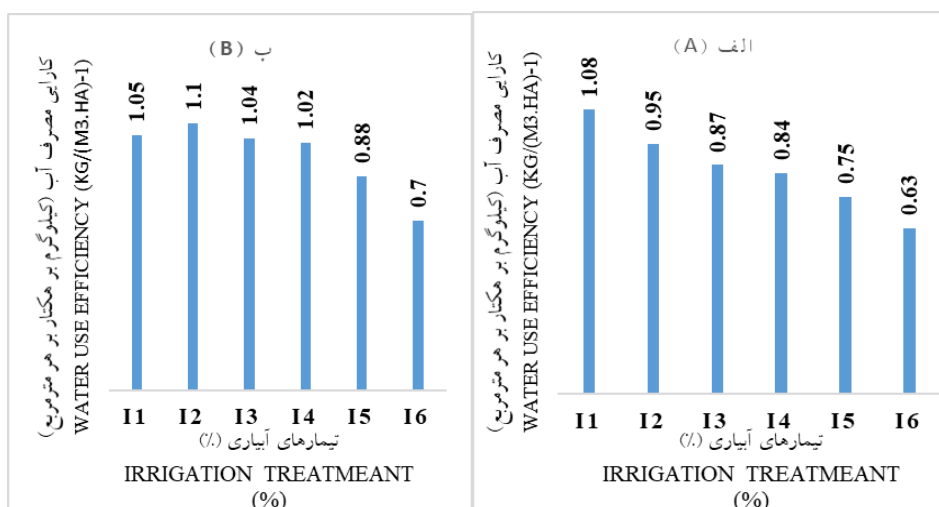 ب (B)
کارایی مصرف آب (کیلوگرم بر هکتار بر هر مترمربع)
WATER USE EFFICIENCY (KG/(M3.HA)-1)
1.05 1.1 1.04 1.02 0.88 0.7
I1 I2 I3 I4 I5 I6
تیمارهای آبیاری (٪)
IRRIGATION TREATMEANT
(%)
الف (A)
کارایی مصرف آب (کیلوگرم بر هکتار بر هر مترمربع)
WATER USE EFFICIENCY (KG/(M3.HA)-1)
1.08 0.95 0.87 0.84 0.75 0.63
I1 I2 I3 I4 I5 I6
تیمارهای آبیاری (٪)
IRRIGATION TREATMEANT
(%)